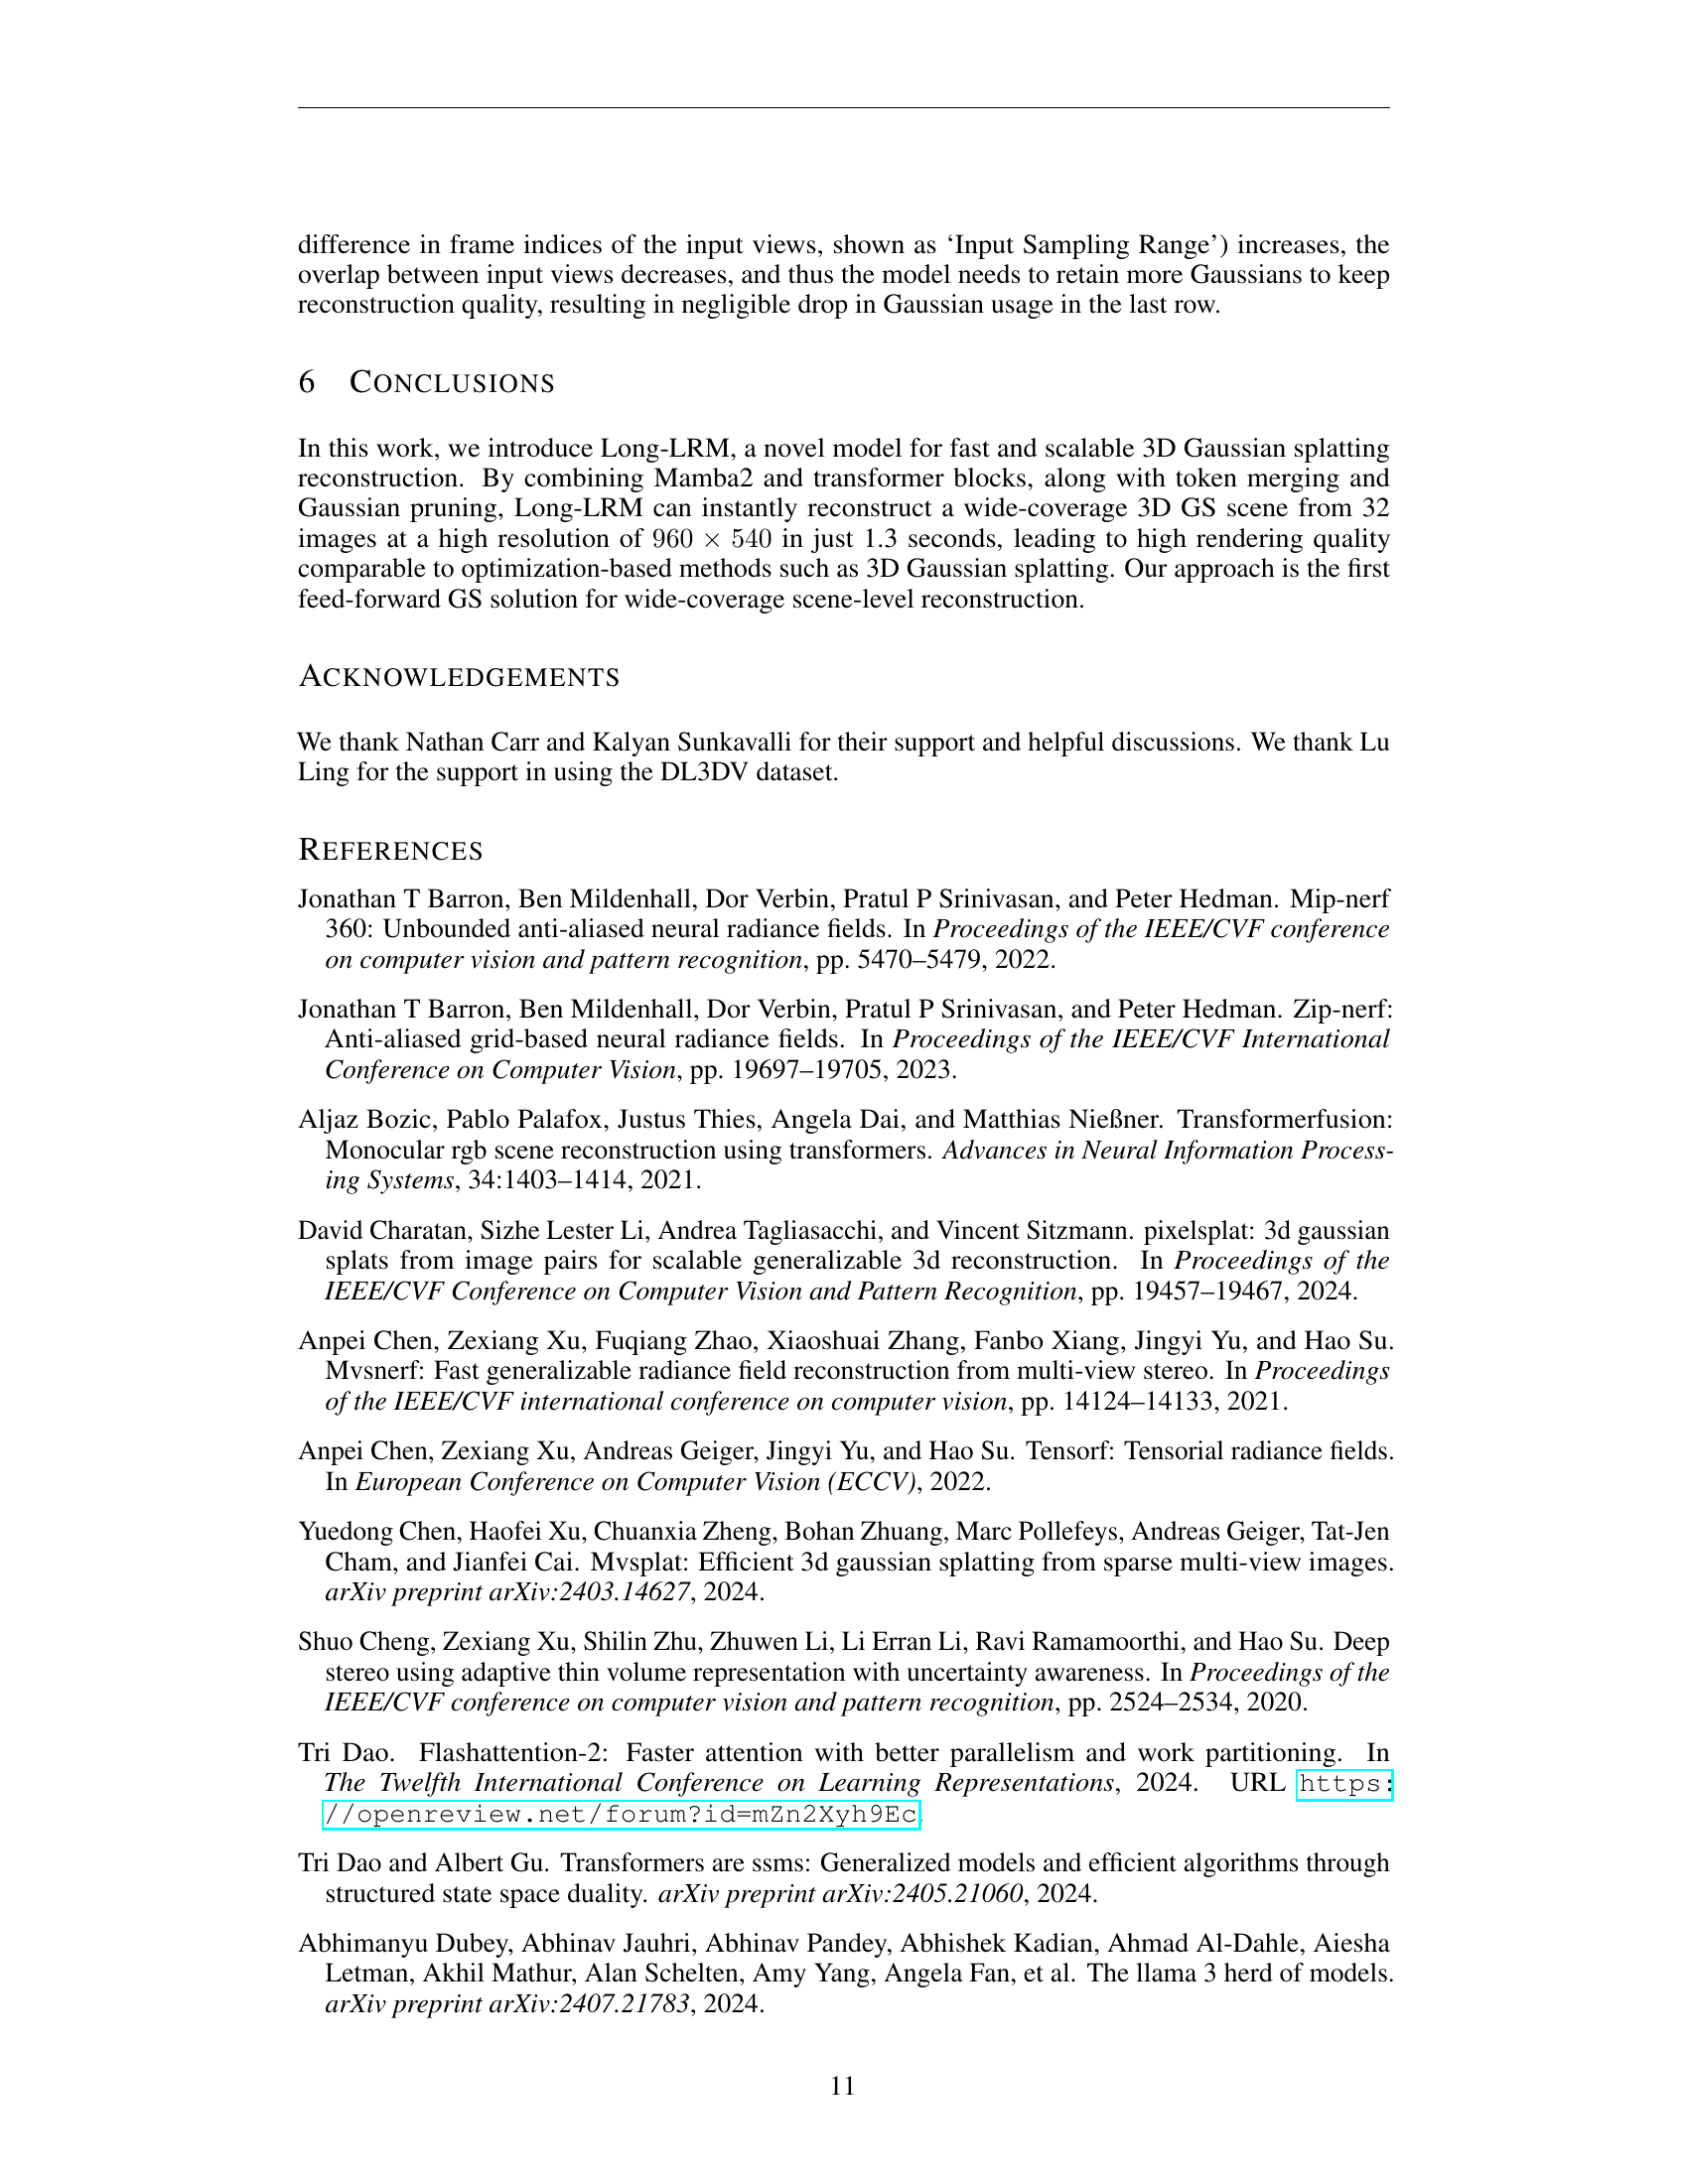 difference in frame indices of the input views, shown as ‘Input Sampling Range’) increases, the
overlap between input views decreases, and thus the model needs to retain more Gaussians to keep
reconstruction quality, resulting in negligible drop in Gaussian usage in the last row.
6 CONCLUSIONS
In this work, we introduce Long-LRM, a novel model for fast and scalable 3D Gaussian splatting
reconstruction. By combining Mamba2 and transformer blocks, along with token merging and
Gaussian pruning, Long-LRM can instantly reconstruct a wide-coverage 3D GS scene from 32
images at a high resolution of 960 × 540 in just 1.3 seconds, leading to high rendering quality
comparable to optimization-based methods such as 3D Gaussian splatting. Our approach is the first
feed-forward GS solution for wide-coverage scene-level reconstruction.
ACKNOWLEDGEMENTS
We thank Nathan Carr and Kalyan Sunkavalli for their support and helpful discussions. We thank Lu
Ling for the support in using the DL3DV dataset.
REFERENCES
Jonathan T Barron, Ben Mildenhall, Dor Verbin, Pratul P Srinivasan, and Peter Hedman. Mip-nerf
360: Unbounded anti-aliased neural radiance fields. In Proceedings of the IEEE/CVF conference
on computer vision and pattern recognition, pp. 5470–5479, 2022.
Jonathan T Barron, Ben Mildenhall, Dor Verbin, Pratul P Srinivasan, and Peter Hedman. Zip-nerf:
Anti-aliased grid-based neural radiance fields. In Proceedings of the IEEE/CVF International
Conference on Computer Vision, pp. 19697–19705, 2023.
Aljaz Bozic, Pablo Palafox, Justus Thies, Angela Dai, and Matthias Nießner. Transformerfusion:
Monocular rgb scene reconstruction using transformers. Advances in Neural Information Process-
ing Systems, 34:1403–1414, 2021.
David Charatan, Sizhe Lester Li, Andrea Tagliasacchi, and Vincent Sitzmann. pixelsplat: 3d gaussian
splats from image pairs for scalable generalizable 3d reconstruction. In Proceedings of the
IEEE/CVF Conference on Computer Vision and Pattern Recognition, pp. 19457–19467, 2024.
Anpei Chen, Zexiang Xu, Fuqiang Zhao, Xiaoshuai Zhang, Fanbo Xiang, Jingyi Yu, and Hao Su.
Mvsnerf: Fast generalizable radiance field reconstruction from multi-view stereo. In Proceedings
of the IEEE/CVF international conference on computer vision, pp. 14124–14133, 2021.
Anpei Chen, Zexiang Xu, Andreas Geiger, Jingyi Yu, and Hao Su. Tensorf: Tensorial radiance fields.
In European Conference on Computer Vision (ECCV), 2022.
Yuedong Chen, Haofei Xu, Chuanxia Zheng, Bohan Zhuang, Marc Pollefeys, Andreas Geiger, Tat-Jen
Cham, and Jianfei Cai. Mvsplat: Efficient 3d gaussian splatting from sparse multi-view images.
arXiv preprint arXiv:2403.14627, 2024.
Shuo Cheng, Zexiang Xu, Shilin Zhu, Zhuwen Li, Li Erran Li, Ravi Ramamoorthi, and Hao Su. Deep
stereo using adaptive thin volume representation with uncertainty awareness. In Proceedings of the
IEEE/CVF conference on computer vision and pattern recognition, pp. 2524–2534, 2020.
Tri Dao. Flashattention-2: Faster attention with better parallelism and work partitioning. In
The Twelfth International Conference on Learning Representations, 2024. URL https:
//openreview.net/forum?id=mZn2Xyh9Ec.
Tri Dao and Albert Gu. Transformers are ssms: Generalized models and efficient algorithms through
structured state space duality. arXiv preprint arXiv:2405.21060, 2024.
Abhimanyu Dubey, Abhinav Jauhri, Abhinav Pandey, Abhishek Kadian, Ahmad Al-Dahle, Aiesha
Letman, Akhil Mathur, Alan Schelten, Amy Yang, Angela Fan, et al. The llama 3 herd of models.
arXiv preprint arXiv:2407.21783, 2024.
11